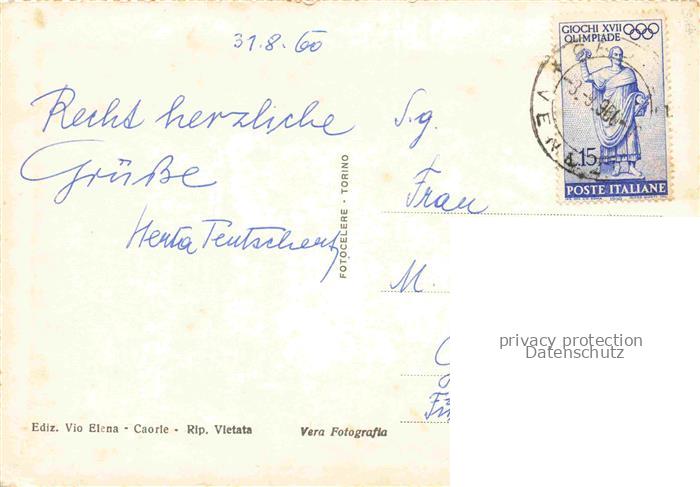 31.8.60
Recht herzliche
Grüße
Herta Teutschert
S.g.
Frau
M.
FOTOCELERE - TORINO
GIOCHI XVII
OLIMPIADE
L.15
POSTE ITALIANE
privacy protection
Datenschutz
Ediz. Vio Elena - Caorle - Rip. Vietata
Vera Fotografia